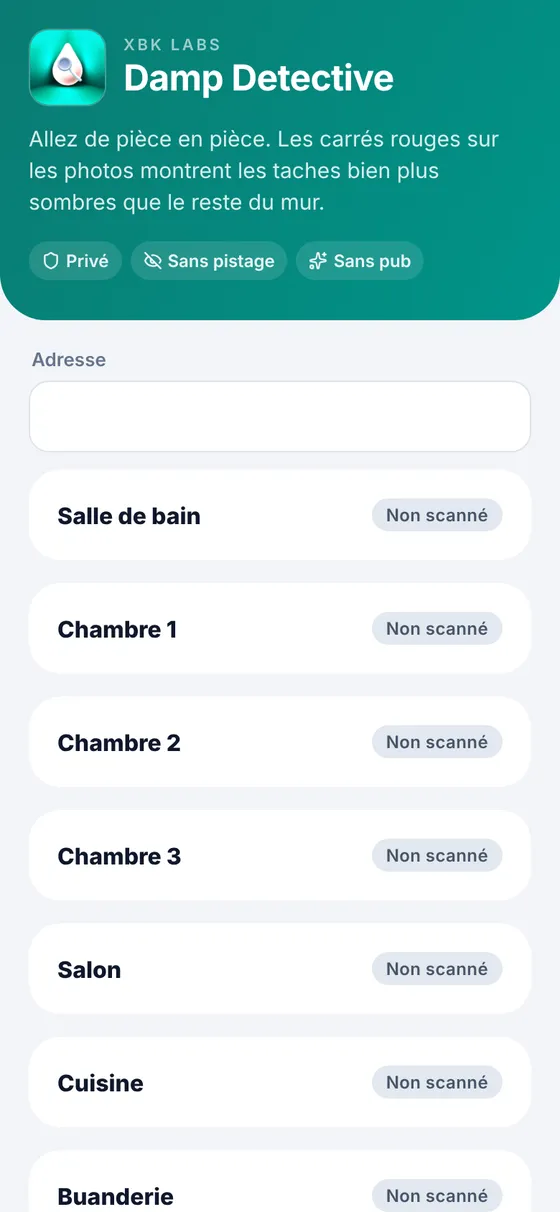 XBK LABS
Damp Detective
Allez de pièce en pièce. Les carrés rouges sur
les photos montrent les taches bien plus
sombres que le reste du mur.
Privé
Sans pistage
Sans pub
Adresse
Salle de bain
Non scanné
Chambre 1
Non scanné
Chambre 2
Non scanné
Chambre 3
Non scanné
Salon
Non scanné
Cuisine
Non scanné
Buanderie
Non scanné